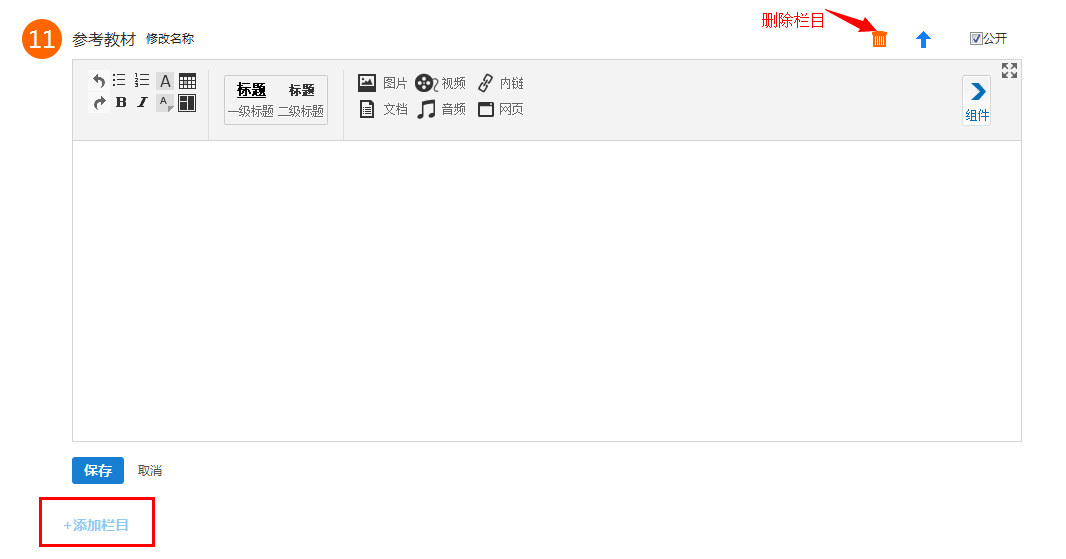 删除栏目
11 参考教材 修改名称 公开
标题 标题
一级标题 二级标题
图片 视频 内链
文档 音频 网页
组件
保存 取消
+添加栏目